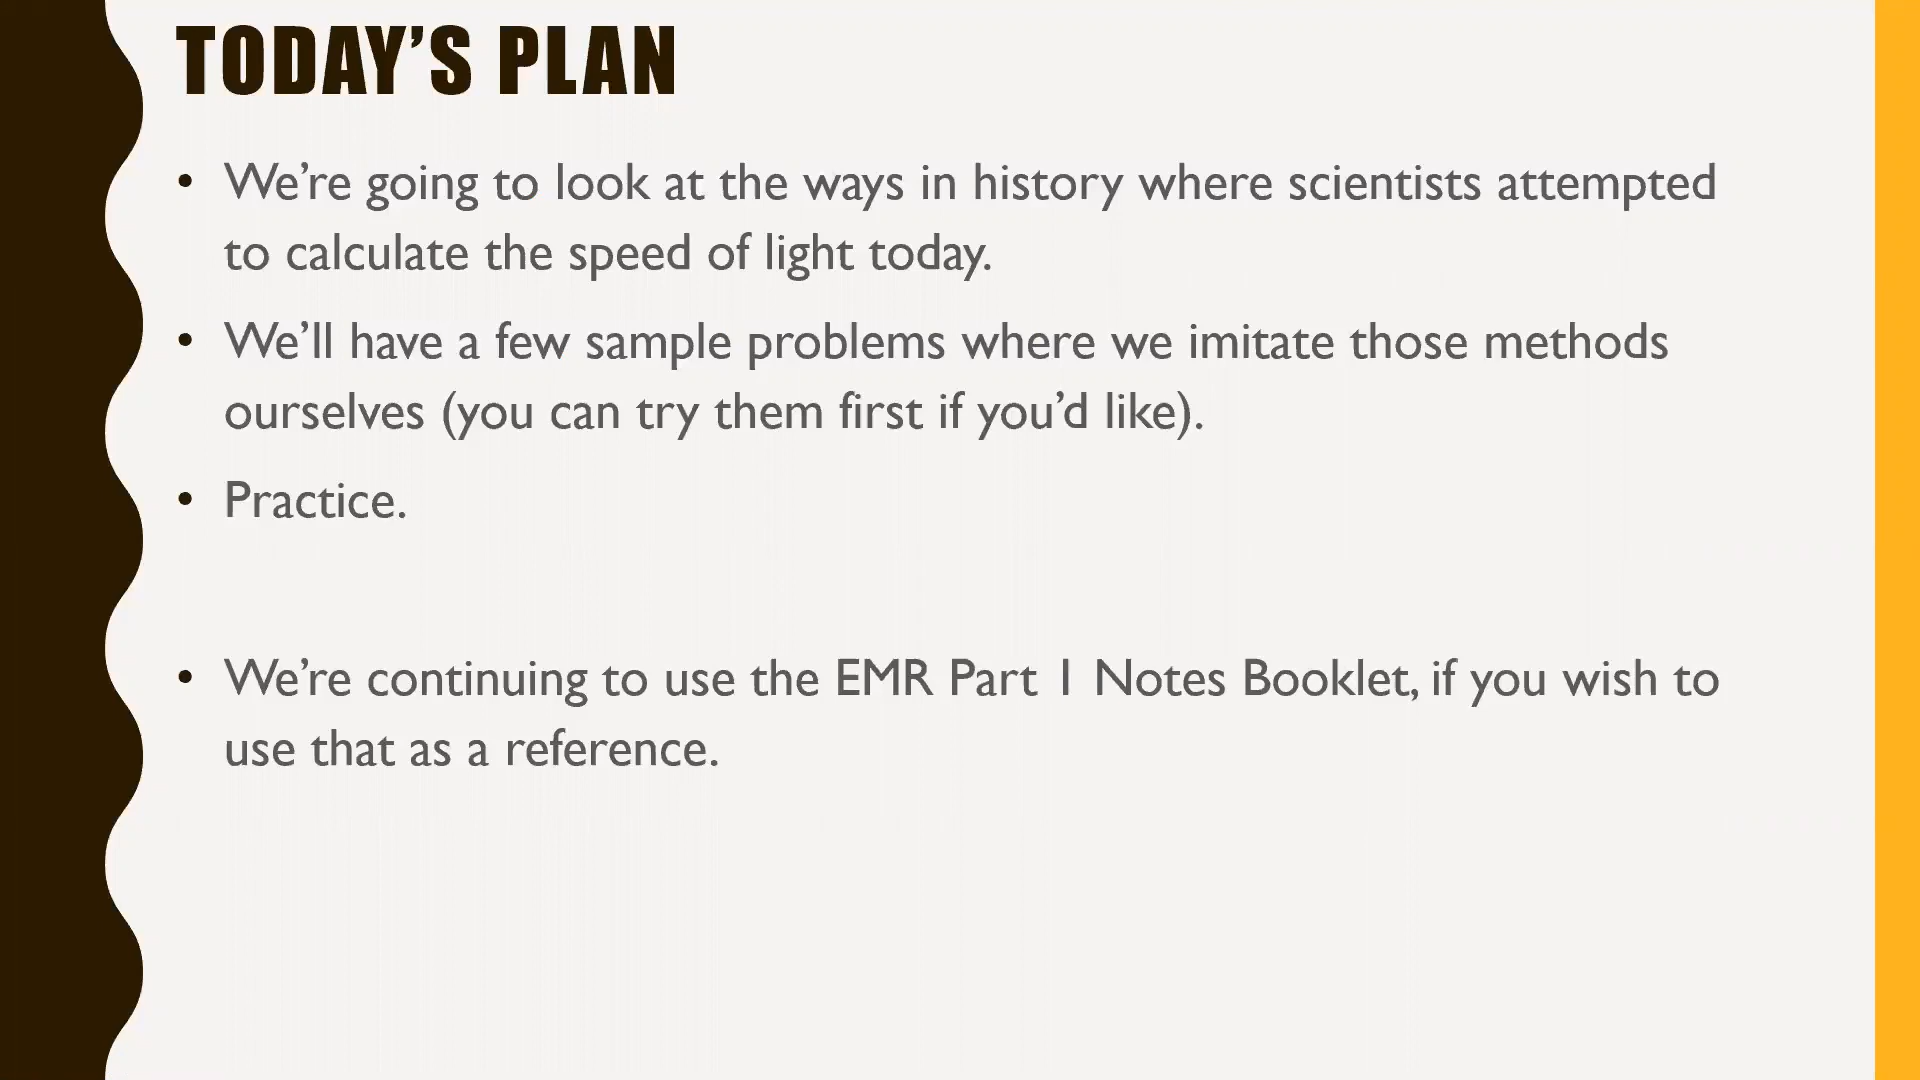 TODAY’S PLAN
• We’re going to look at the ways in history where scientists attempted
to calculate the speed of light today.
• We’ll have a few sample problems where we imitate those methods
ourselves (you can try them first if you’d like).
• Practice.
• We’re continuing to use the EMR Part 1 Notes Booklet, if you wish to
use that as a reference.